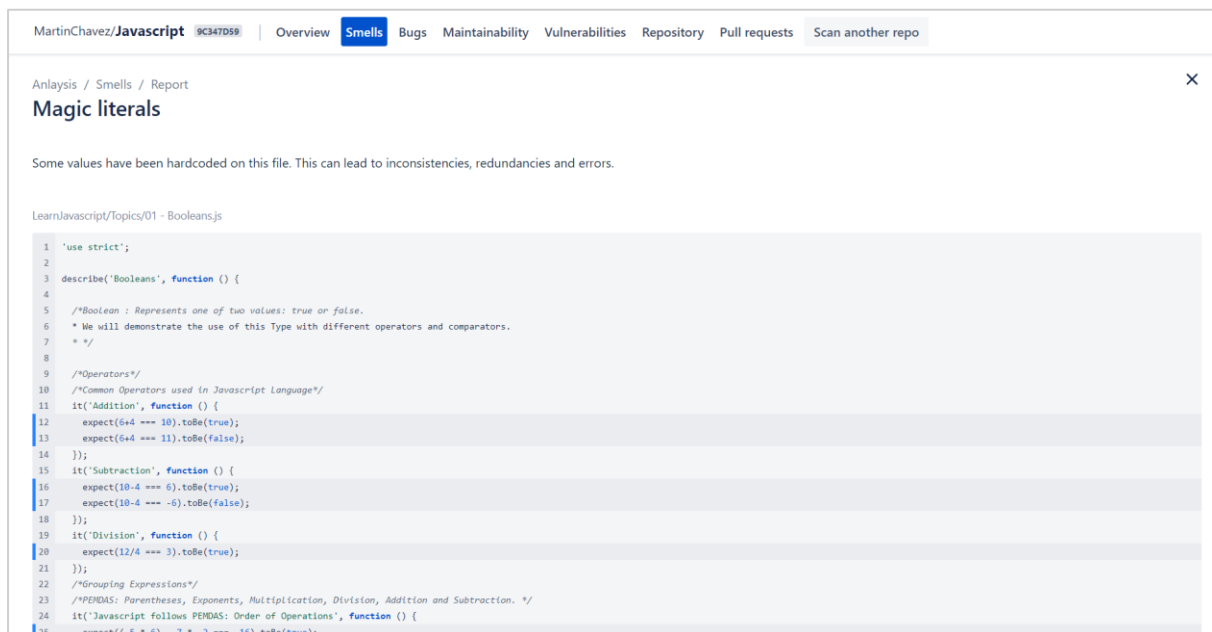 MartinChavez/Javascript 9C347D59 Overview Smells Bugs Maintainability Vulnerabilities Repository Pull requests Scan another repo
Anlaysis / Smells / Report
Magic literals
Some values have been hardcoded on this file. This can lead to inconsistencies, redundancies and errors.
LearnJavascript/Topics/01 - Booleans.js
1 'use strict';
2
3 describe('Booleans', function () {
4
5 /*Boolean : Represents one of two values: true or false.
6 * We will demonstrate the use of this Type with different operators and comparators.
7 * */
8
9 /*Operators*/
10 /*Common Operators used in Javascript Language*/
11 it('Addition', function () {
12 expect(6+4 === 10).toBe(true);
13 expect(6+4 === 11).toBe(false);
14 });
15 it('Subtraction', function () {
16 expect(10-4 === 6).toBe(true);
17 expect(10-4 === -6).toBe(false);
18 });
19 it('Division', function () {
20 expect(12/4 === 3).toBe(true);
21 });
22 /*Grouping Expressions*/
23 /*PEMDAS: Parentheses, Exponents, Multiplication, Division, Addition and Subtraction. */
24 it('Javascript follows PEMDAS: Order of Operations', function () {